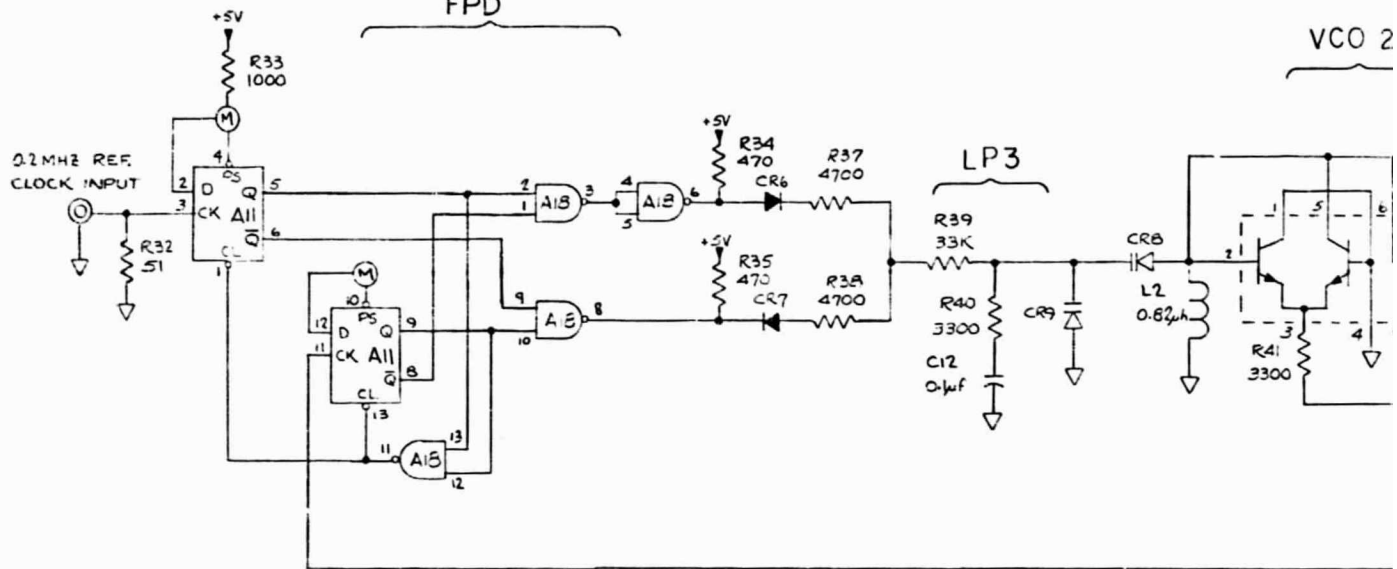 FPD
VCO 2
+5V
R33
1000
M
0.2 MHZ REF.
CLOCK INPUT
4
PS
2
D
Q
5
3
CK
A11
Q
6
CL
1
R32
51
M
10
PS
12
D
Q
9
11
CK
A11
Q
8
CL
13
2
1
A18
3
4
5
A18
6
9
10
A18
8
11
A18
13
12
+5V
R34
470
CR6
R37
4700
+5V
R35
470
CR7
R38
4700
LP3
R39
33K
R40
3300
C12
0.1µf
CR9
CR8
L2
0.82µh
1
5
6
2
3
4
R41
3300